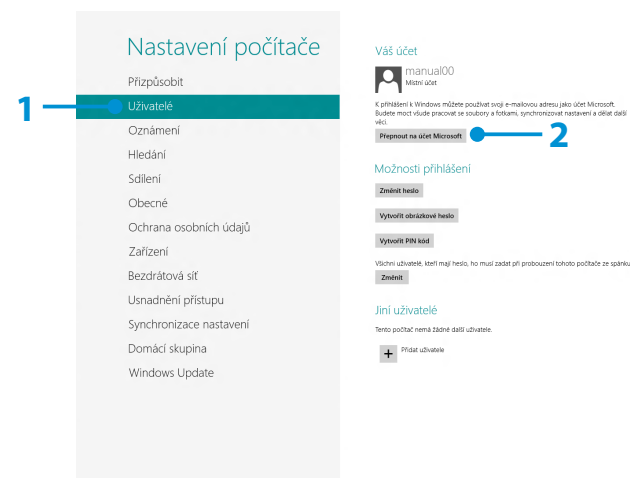 Nastavení počítače
Přizpůsobit
1
Uživatelé
Oznámení
Hledání
Sdílení
Obecné
Ochrana osobních údajů
Zařízení
Bezdrátová síť
Usnadnění přístupu
Synchronizace nastavení
Domácí skupina
Windows Update
Váš účet
manual00
Místní účet
K přihlášení k Windows můžete používat svoji e-mailovou adresu jako účet Microsoft.
Budete moct všude pracovat se soubory a fotkami, synchronizovat nastavení a dělat další
věci.
Přepnout na účet Microsoft
2
Možnosti přihlášení
Změnit heslo
Vytvořit obrázkové heslo
Vytvořit PIN kód
Všichni uživatelé, kteří mají heslo, ho musí zadat při probouzení tohoto počítače ze spánku.
Změnit
Jiní uživatelé
Tento počítač nemá žádné další uživatele.
Přidat uživatele